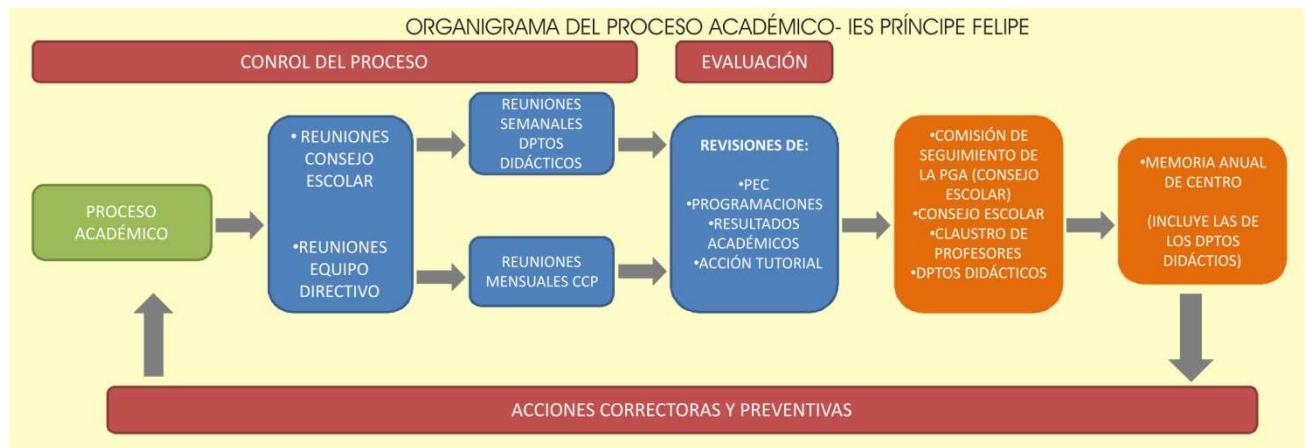 ORGANIGRAMA DEL PROCESO ACADÉMICO- IES PRÍNCIPE FELIPE
CONROL DEL PROCESO
EVALUACIÓN
PROCESO
ACADÉMICO
• REUNIONES
CONSEJO
ESCOLAR
•REUNIONES
EQUIPO
DIRECTIVO
REUNIONES
SEMANALES
DPTOS
DIDÁCTICOS
REUNIONES
MENSUALES CCP
REVISIONES DE:
•PEC
•PROGRAMACIONES
•RESULTADOS
ACADÉMICOS
•ACCIÓN TUTORIAL
•COMISIÓN DE
SEGUIMIENTO DE
LA PGA (CONSEJO
ESCOLAR)
•CONSEJO ESCOLAR
•CLAUSTRO DE
PROFESORES
•DPTOS DIDÁCTICOS
•MEMORIA ANUAL
DE CENTRO
(INCLUYE LAS DE
LOS DPTOS
DIDÁCTIOS)
ACCIONES CORRECTORAS Y PREVENTIVAS